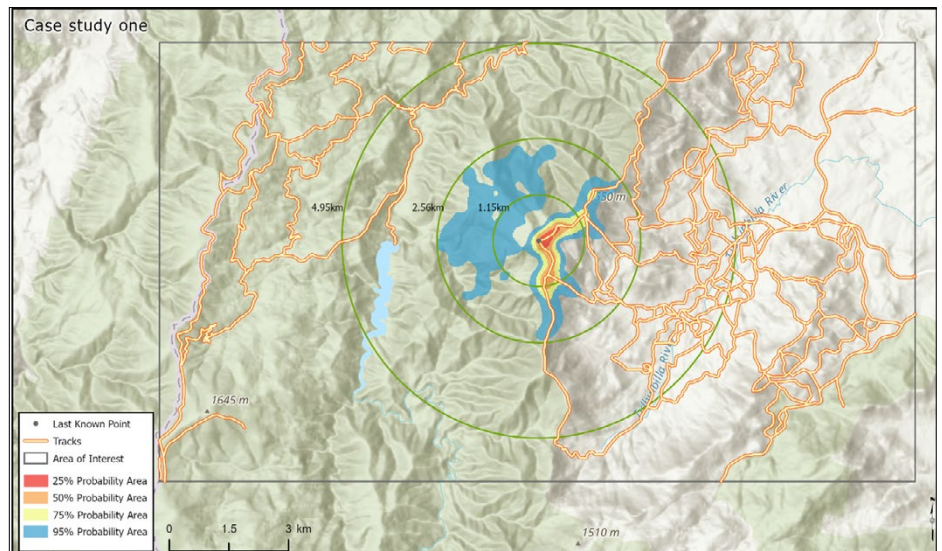 Case study one
4.95km
2.56km
1.15km
1645 m
1510 m
Last Known Point
Tracks
Area of Interest
25% Probability Area
50% Probability Area
75% Probability Area
95% Probability Area
0 1.5 3 km
River